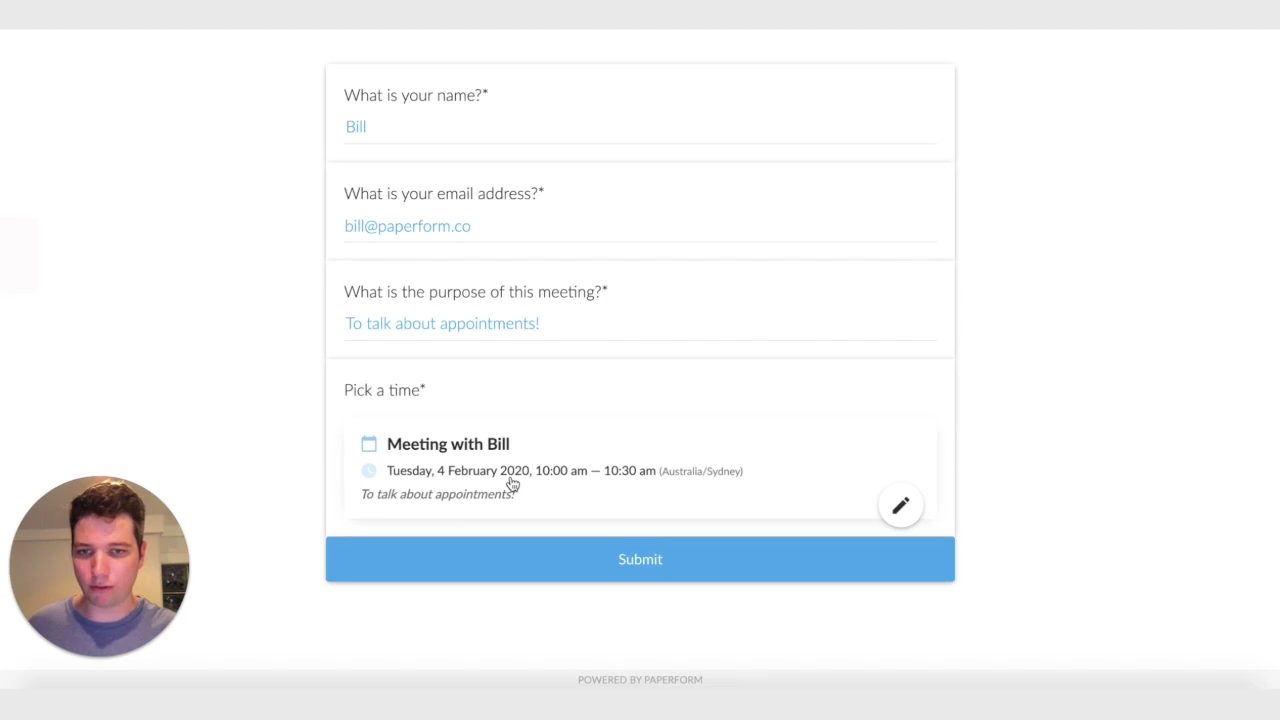 What is your name?*
Bill
What is your email address?*
bill@paperform.co
What is the purpose of this meeting?*
To talk about appointments!
Pick a time*
Meeting with Bill
Tuesday, 4 February 2020, 10:00 am — 10:30 am (Australia/Sydney)
To talk about appointments!
Submit
POWERED BY PAPERFORM